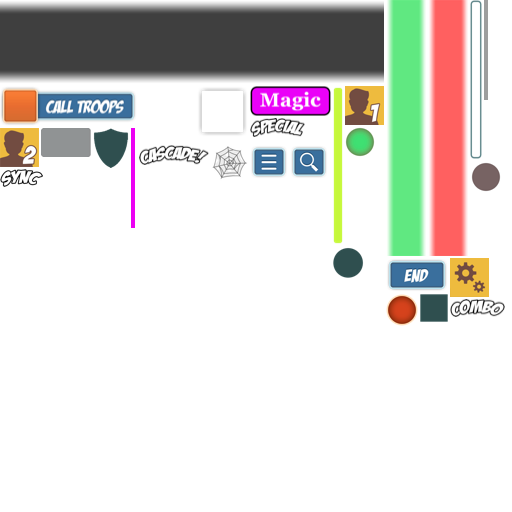 CALL TROOPS
Magic
1
SPECIAL
2
CASCADE!
SYNC
END
COMBO